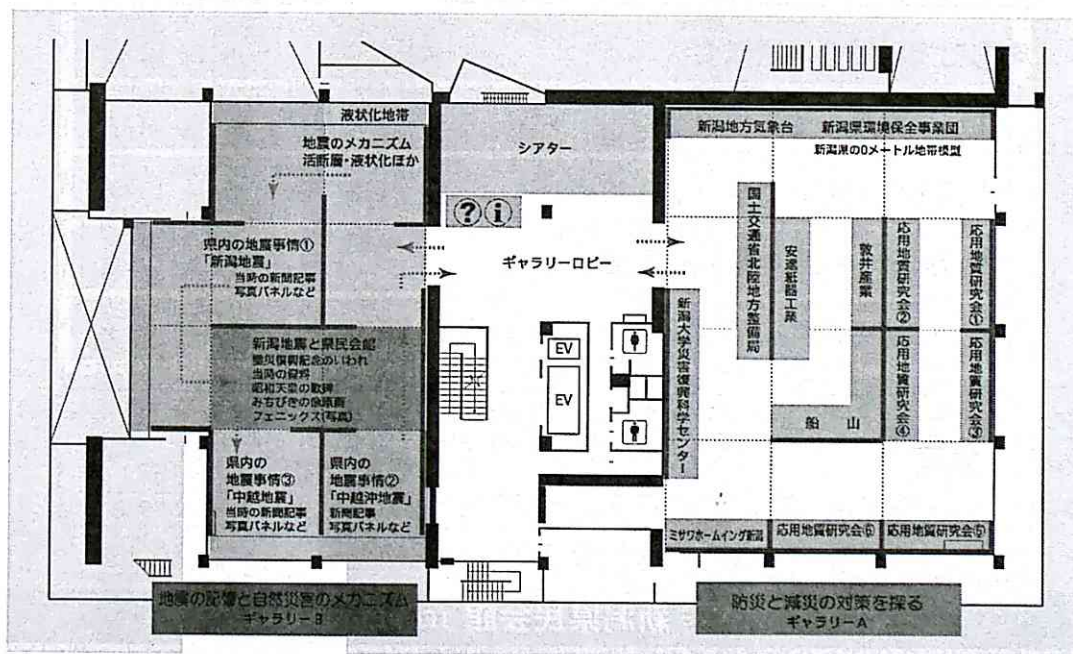 液状化地帯
地震のメカニズム
活断層・液状化ほか
県内の地震事情①
「新潟地震」
当時の新聞記事
写真パネルなど
新潟地震と県民会館
震災復興記念のいわれ
当時の資料
昭和天皇の歌碑
みちびきの像原画
フェニックス(写真)
県内の
地震事情③
「中越地震」
当時の新聞記事
写真パネルなど
県内の
地震事情②
「中越沖地震」
新聞記事
写真パネルなど
地震の記憶と自然災害のメカニズム
ギャラリーB
シアター
? i
ギャラリーロビー
EV
EV
新潟地方気象台
新潟県環境保全事業団
新潟県の0メートル地帯模型
国土交通省北陸地方整備局
安達紙器工業
敦井産業
応用地質研究会②
応用地質研究会①
新潟大学災害復興科学センター
船山
応用地質研究会④
応用地質研究会③
ミサワホームイング新潟
応用地質研究会⑥
応用地質研究会⑤
防災と減災の対策を探る
ギャラリーA